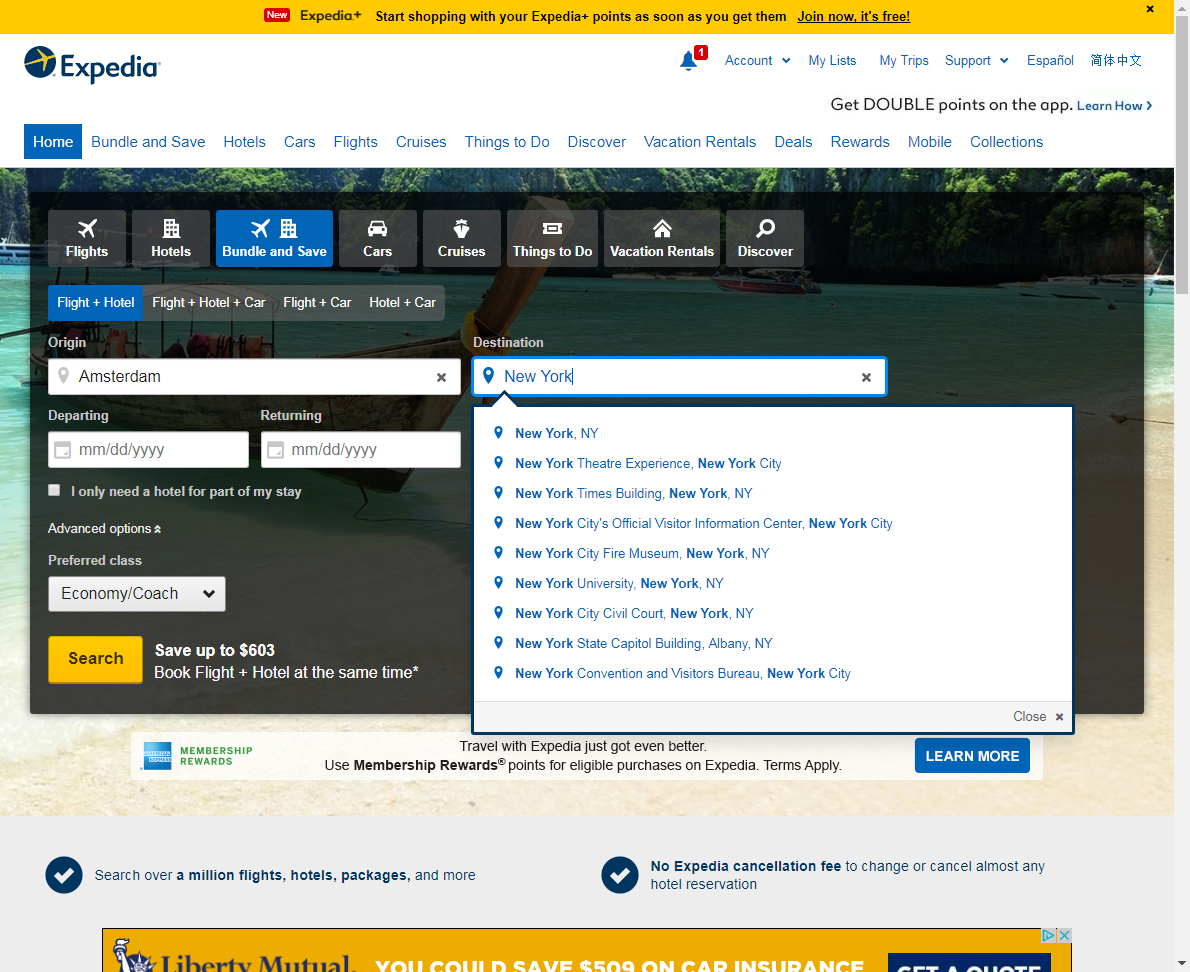 New Expedia+ Start shopping with your Expedia+ points as soon as you get them Join now, it's free!
Expedia
1 Account My Lists My Trips Support Español 简体中文
Get DOUBLE points on the app. Learn How >
Home Bundle and Save Hotels Cars Flights Cruises Things to Do Discover Vacation Rentals Deals Rewards Mobile Collections
Flights Hotels Bundle and Save Cars Cruises Things to Do Vacation Rentals Discover
Flight + Hotel Flight + Hotel + Car Flight + Car Hotel + Car
Origin Destination
Amsterdam New York
Departing Returning
mm/dd/yyyy mm/dd/yyyy
I only need a hotel for part of my stay
Advanced options
Preferred class
Economy/Coach
Search
Save up to $603
Book Flight + Hotel at the same time*
New York, NY
New York Theatre Experience, New York City
New York Times Building, New York, NY
New York City's Official Visitor Information Center, New York City
New York City Fire Museum, New York, NY
New York University, New York, NY
New York City Civil Court, New York, NY
New York State Capitol Building, Albany, NY
New York Convention and Visitors Bureau, New York City
Close
AMERICAN EXPRESS
MEMBERSHIP
REWARDS
Travel with Expedia just got even better.
Use Membership Rewards® points for eligible purchases on Expedia. Terms Apply.
LEARN MORE
Search over a million flights, hotels, packages, and more
No Expedia cancellation fee to change or cancel almost any
hotel reservation
Liberty Mutual. YOU COULD SAVE $509 ON CAR INSURANCE GET A QUOTE